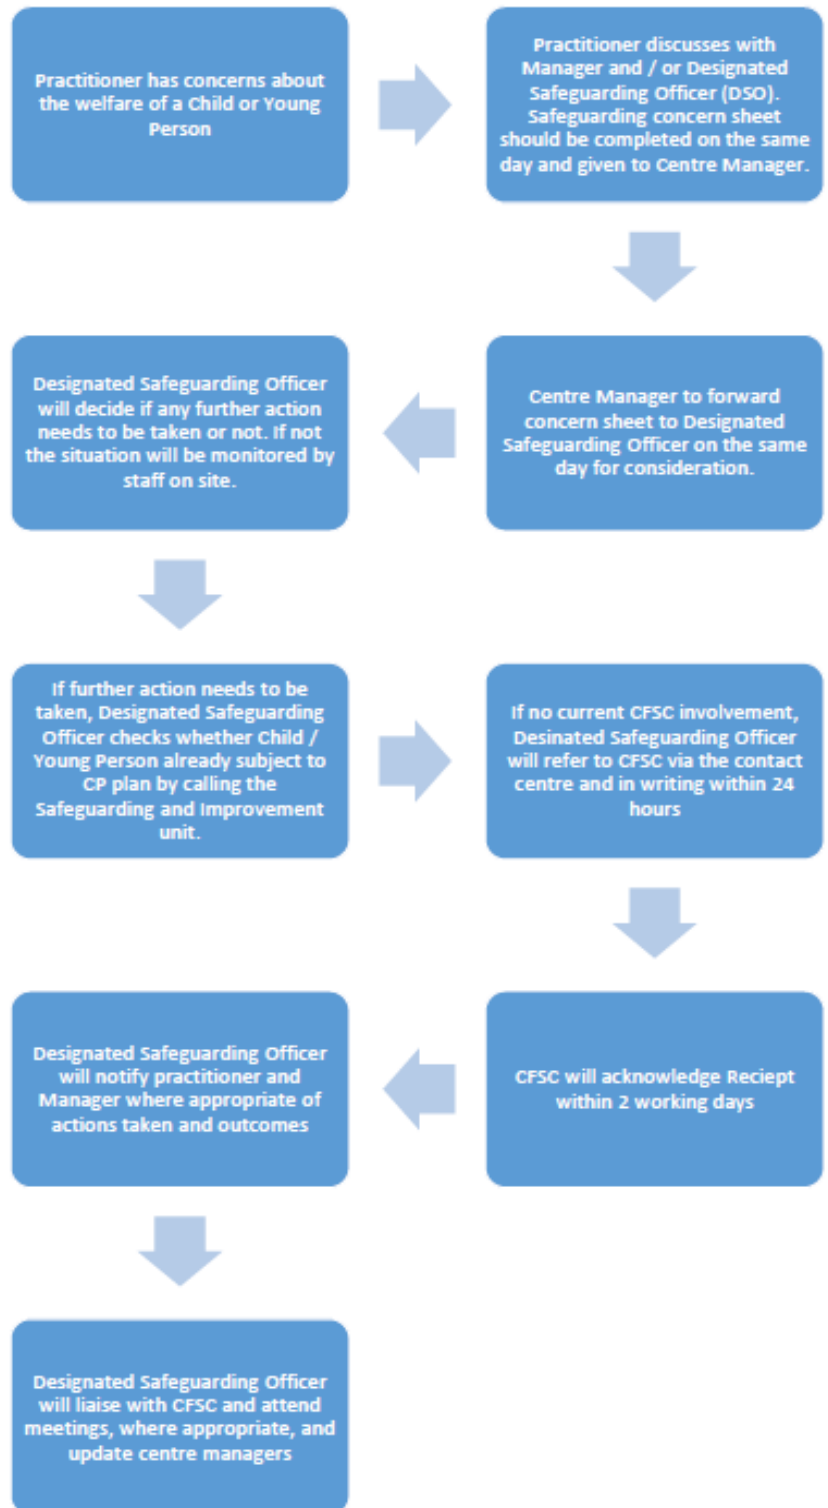 Practitioner has concerns about
the welfare of a Child or Young
Person
Practitioner discusses with
Manager and / or Designated
Safeguarding Officer (DSO).
Safeguarding concern sheet
should be completed on the same
day and given to Centre Manager.
Centre Manager to forward
concern sheet to Designated
Safeguarding Officer on the same
day for consideration.
Designated Safeguarding Officer
will decide if any further action
needs to be taken or not. If not
the situation will be monitored by
staff on site.
If further action needs to be
taken, Designated Safeguarding
Officer checks whether Child /
Young Person already subject to
CP plan by calling the
Safeguarding and Improvement
unit.
If no current CFSC involvement,
Desinated Safeguarding Officer
will refer to CFSC via the contact
centre and in writing within 24
hours
CFSC will acknowledge Reciept
within 2 working days
Designated Safeguarding Officer
will notify practitioner and
Manager where appropriate of
actions taken and outcomes
Designated Safeguarding Officer
will liaise with CFSC and attend
meetings, where appropriate, and
update centre managers